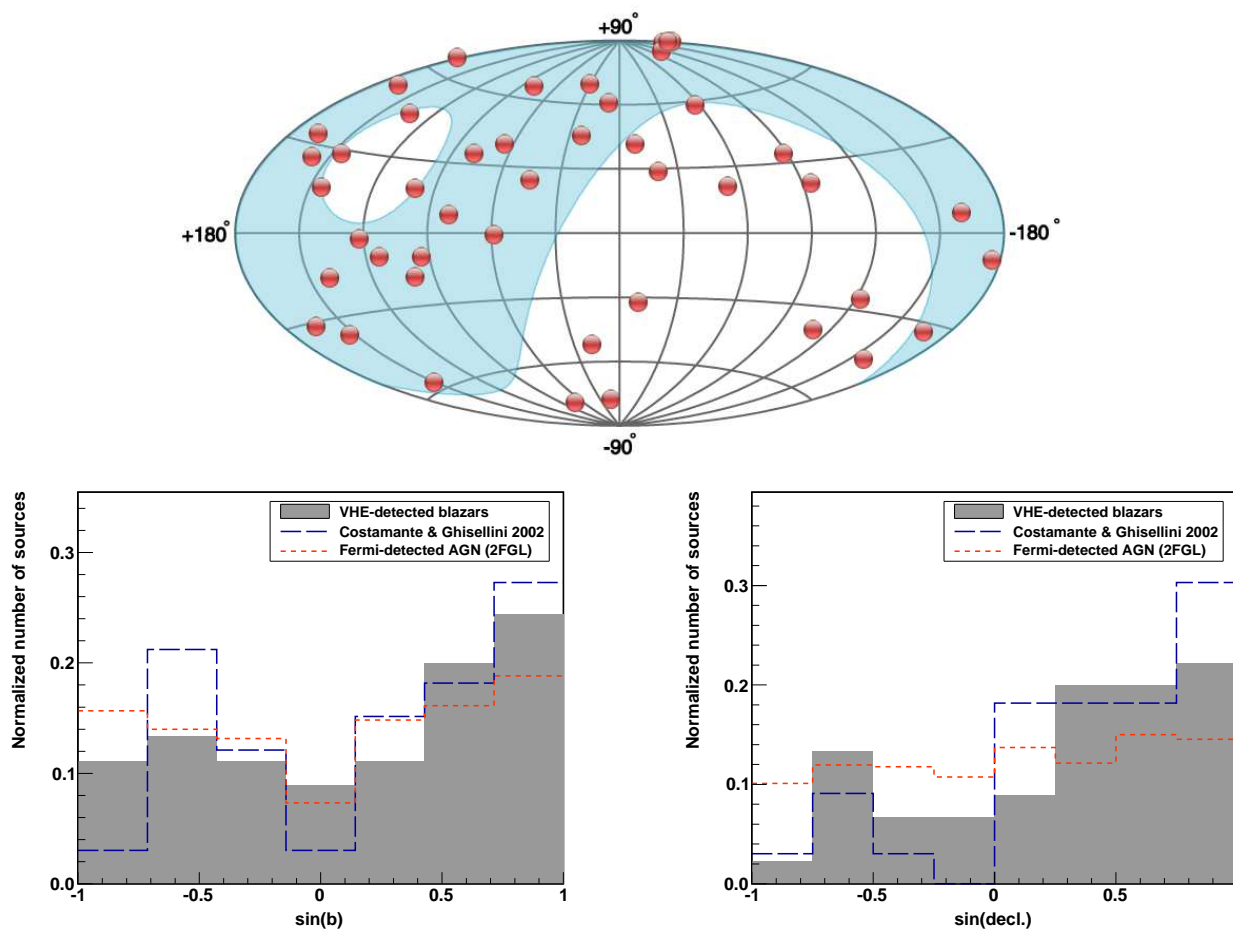 +90°
+180°
-180°
-90°
Normalized number of sources
0.3
0.2
0.1
0.0
VHE-detected blazars
Costamante & Ghisellini 2002
Fermi-detected AGN (2FGL)
-1
-0.5
0
0.5
1
sin(b)
Normalized number of sources
0.3
0.2
0.1
0.0
VHE-detected blazars
Costamante & Ghisellini 2002
Fermi-detected AGN (2FGL)
-1
-0.5
0
0.5
sin(decl.)